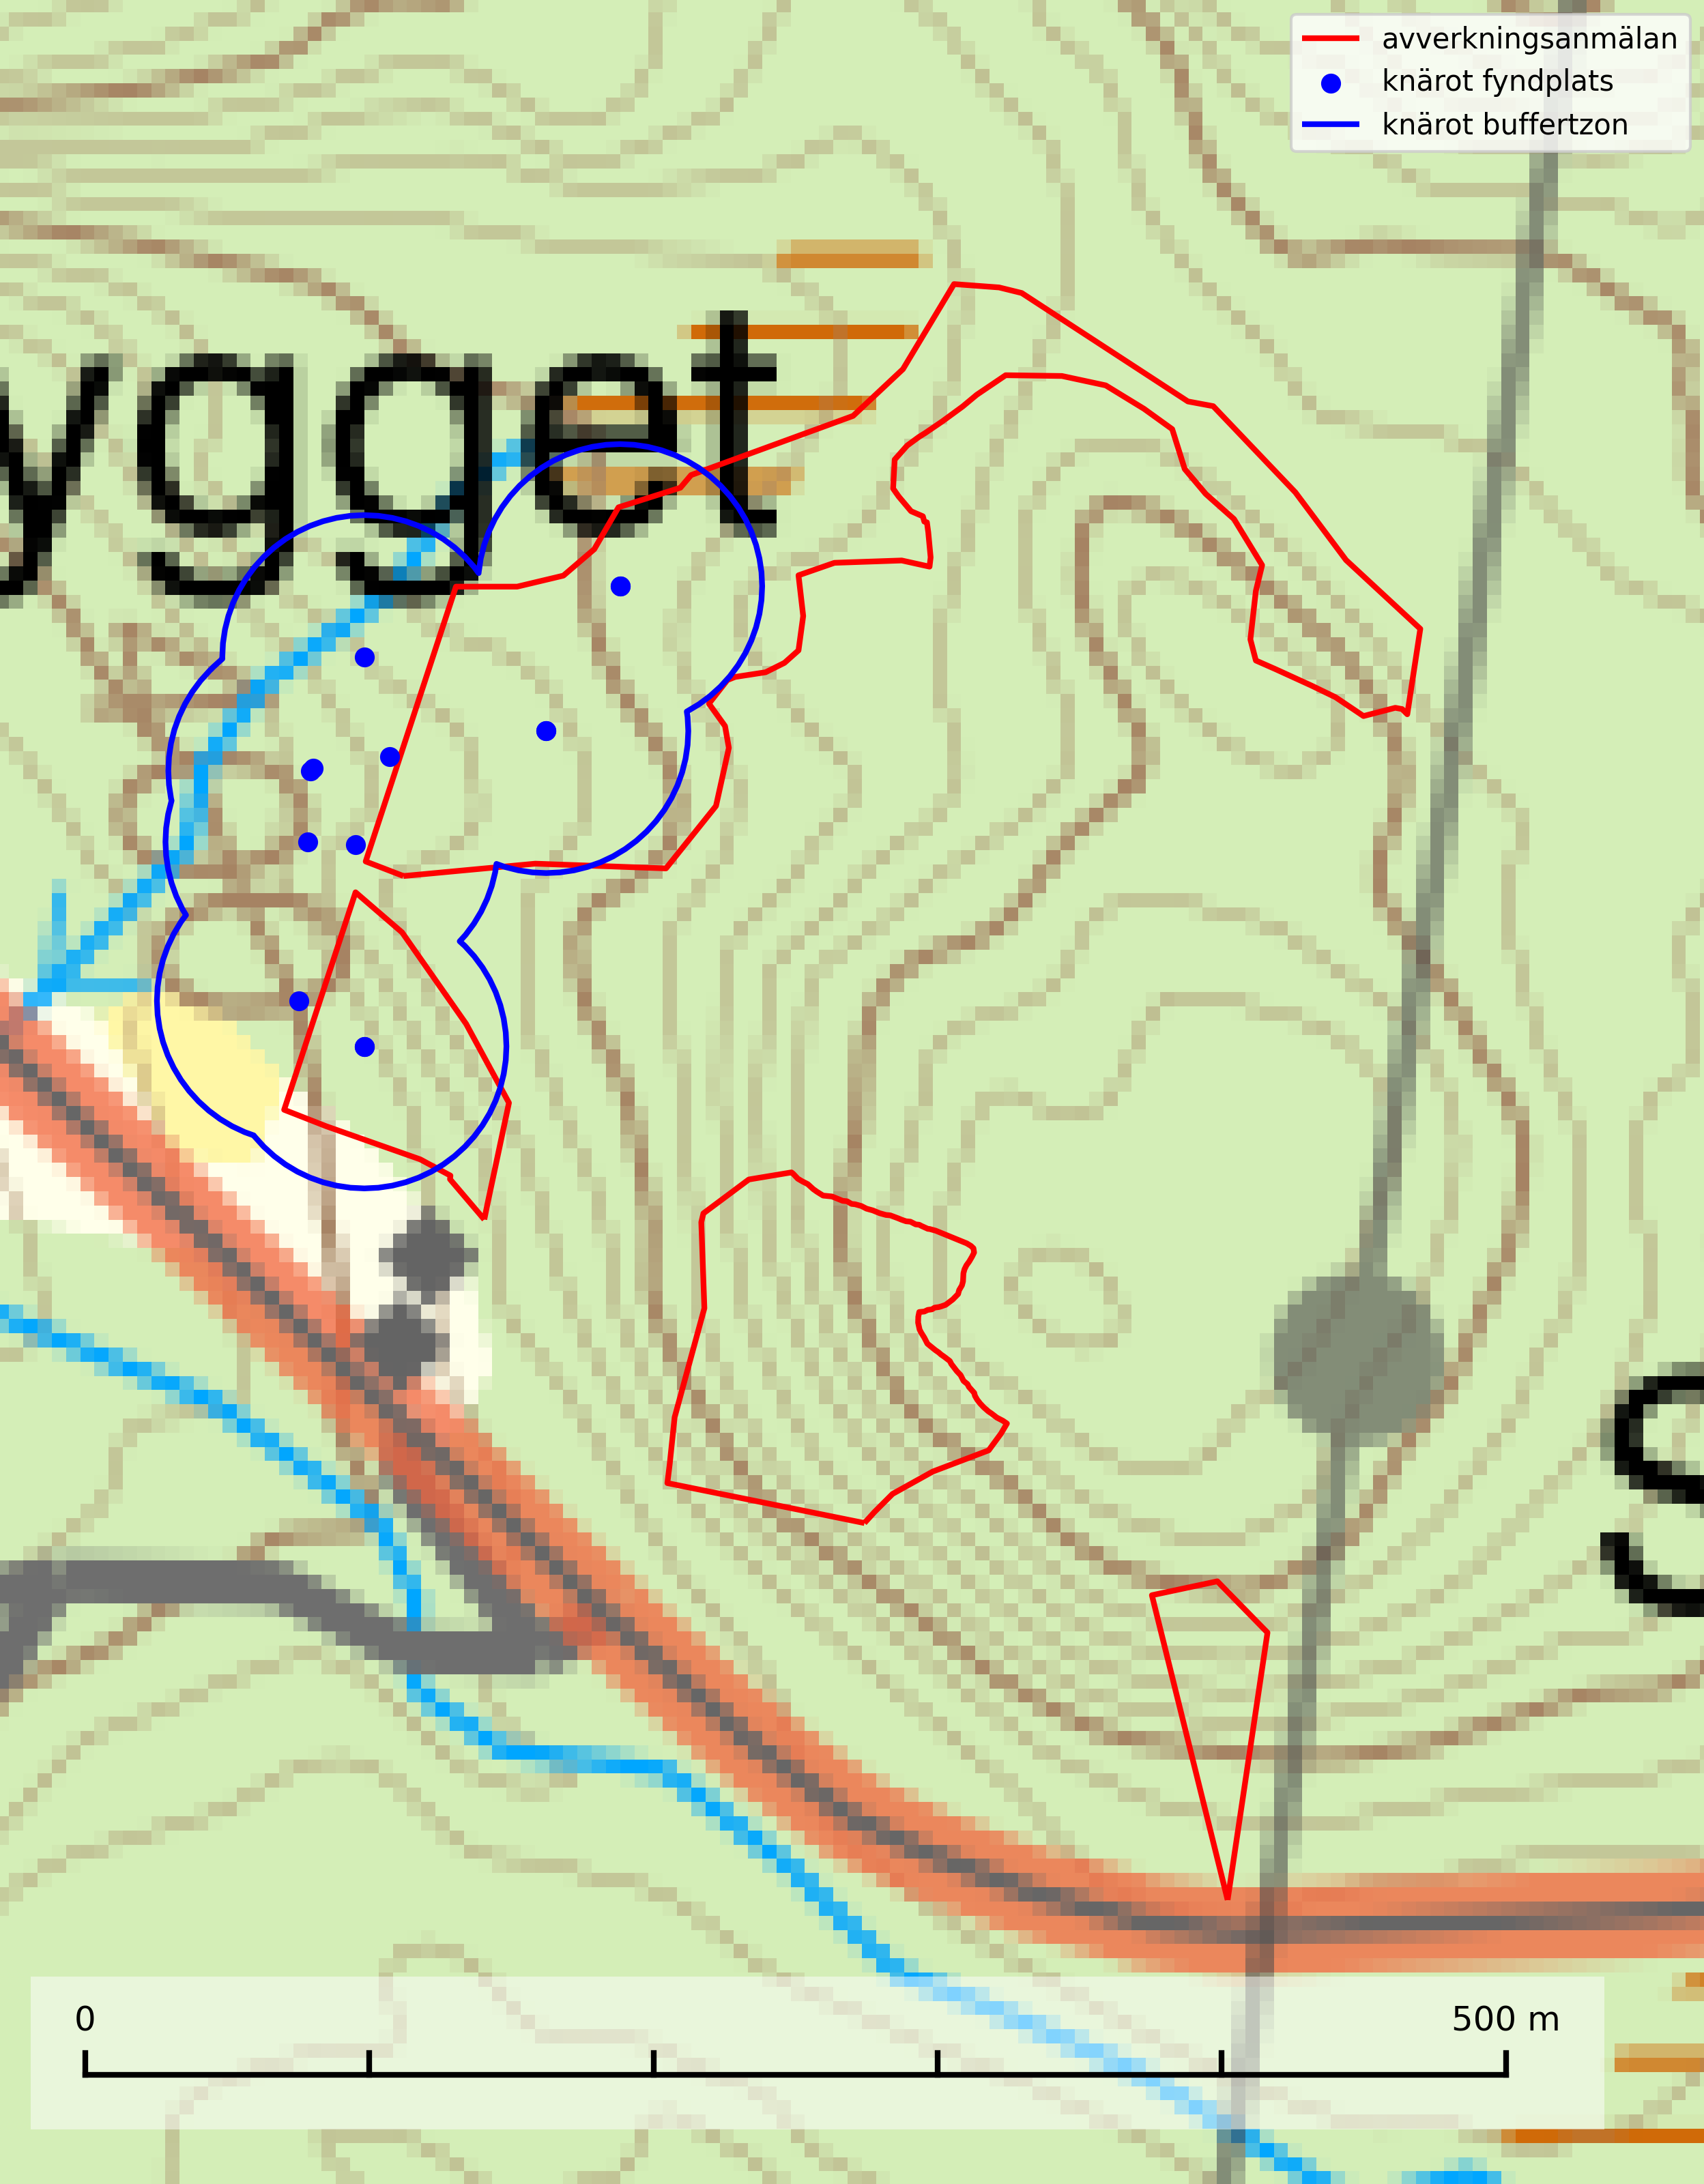 avverkningsanmälan
knärot fyndplats
knärot buffertzon
ygget
S
0 500 m